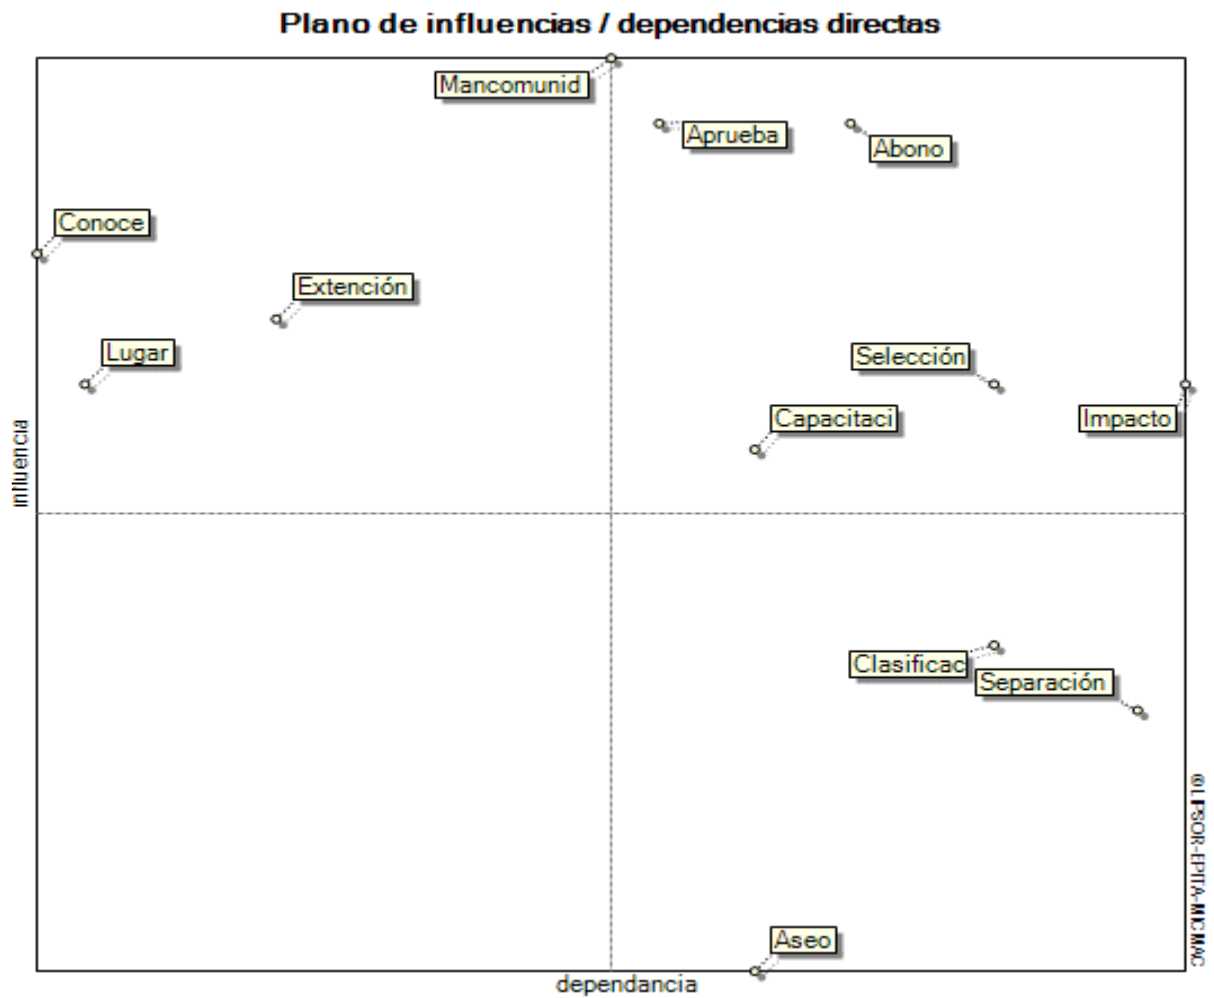 Plano de influencias / dependencias directas
Mancomunid
Aprueba
Abono
Conoce
Extención
Lugar
Selección
Capacitaci
Impacto
influencia
Clasificac
Separación
© LIPSOR-EPITA-MICMAC
Aseo
dependancia